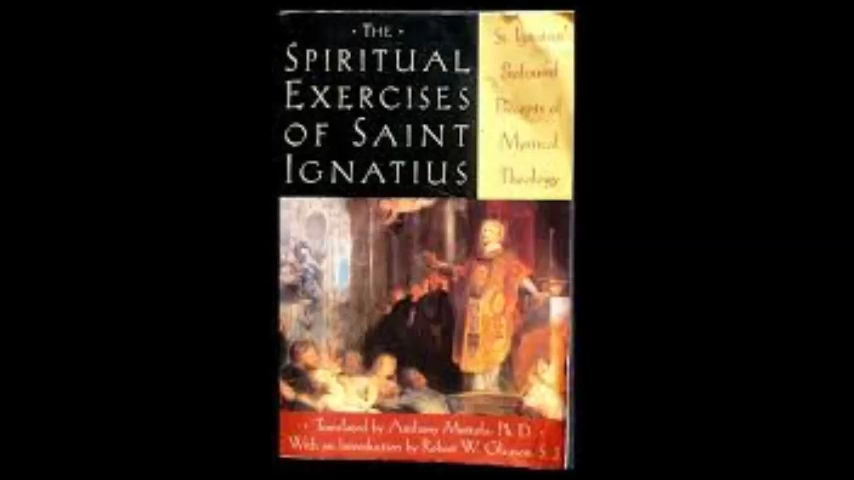 • THE •
SPIRITUAL
EXERCISES
OF SAINT
IGNATIUS
St. Ignatius'
Profound
Precepts of
Mystical
Theology
Translated by Anthony Mottola, Ph.D.
With an Introduction by Robert W. Gleason, S.J.